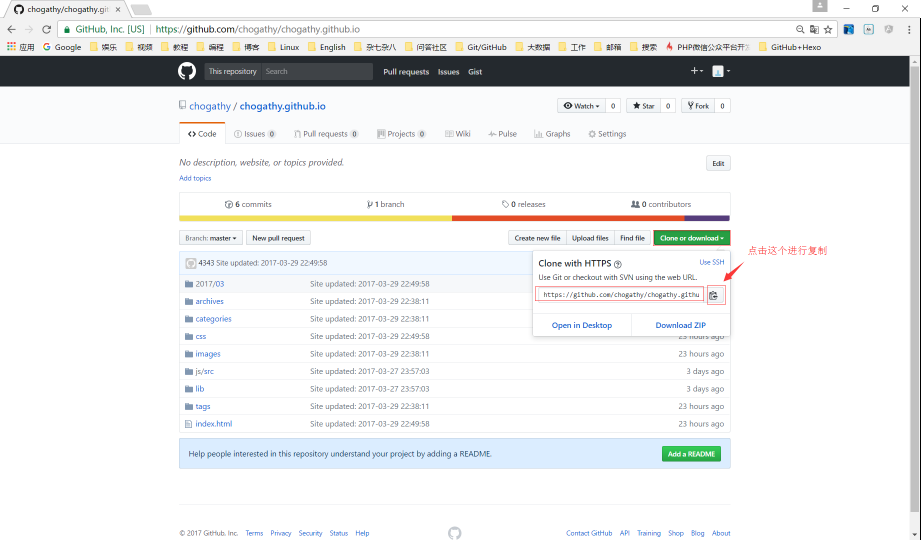 chogathy/chogathy.github.io
GitHub, Inc. [US] https://github.com/chogathy/chogathy.github.io
应用 Google 娱乐 视频 教程 编程 博客 Linux English 杂七杂八 问答社区 Git/GitHub 大数据 工作 邮箱 搜索 PHP微信公众平台开发 GitHub+Hexo
This repository Search Pull requests Issues Gist
chogathy / chogathy.github.io Watch 0 Star 0 Fork 0
Code Issues 0 Pull requests 0 Projects 0 Wiki Pulse Graphs Settings
No description, website, or topics provided. Edit
Add topics
6 commits 1 branch 0 releases 0 contributors
Branch: master New pull request Create new file Upload files Find file Clone or download
点击这个进行复制
4343 Site updated: 2017-03-29 22:49:58
Clone with HTTPS Use SSH
Use Git or checkout with SVN using the web URL.
https://github.com/chogathy/chogathy.githu
Open in Desktop Download ZIP
2017/03 Site updated: 2017-03-29 22:49:58
archives Site updated: 2017-03-29 22:38:11
categories Site updated: 2017-03-29 22:38:11
css Site updated: 2017-03-29 22:49:58 23 hours ago
images Site updated: 2017-03-29 22:38:11 23 hours ago
js/src Site updated: 2017-03-27 23:57:03 3 days ago
lib Site updated: 2017-03-27 23:57:03 3 days ago
tags Site updated: 2017-03-29 22:38:11 23 hours ago
index.html Site updated: 2017-03-29 22:49:58 23 hours ago
Help people interested in this repository understand your project by adding a README. Add a README
© 2017 GitHub, Inc. Terms Privacy Security Status Help Contact GitHub API Training Shop Blog About